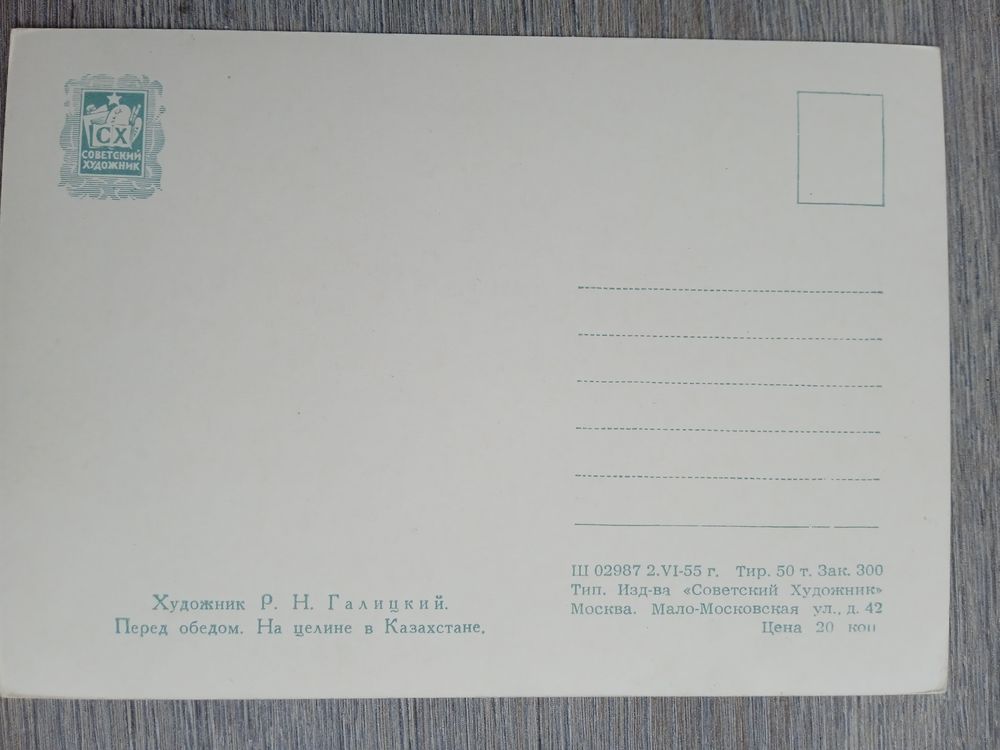 СХ
СОВЕТСКИЙ
ХУДОЖНИК
Художник Р. Н. Галицкий.
Перед обедом. На целине в Казахстане.
Ш 02987 2.VI-55 г. Тир. 50 т. Зак. 300
Тип. Изд-ва «Советский Художник»
Москва. Мало-Московская ул., д. 42
Цена 20 коп